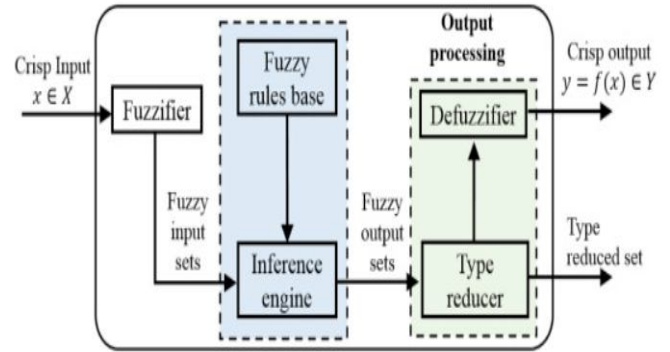 Output
processing
Crisp Input
x ∈ X
Fuzzifier
Fuzzy
rules base
Defuzzifier
Crisp output
y = f(x) ∈ Y
Fuzzy
input
sets
Inference
engine
Fuzzy
output
sets
Type
reducer
Type
reduced set